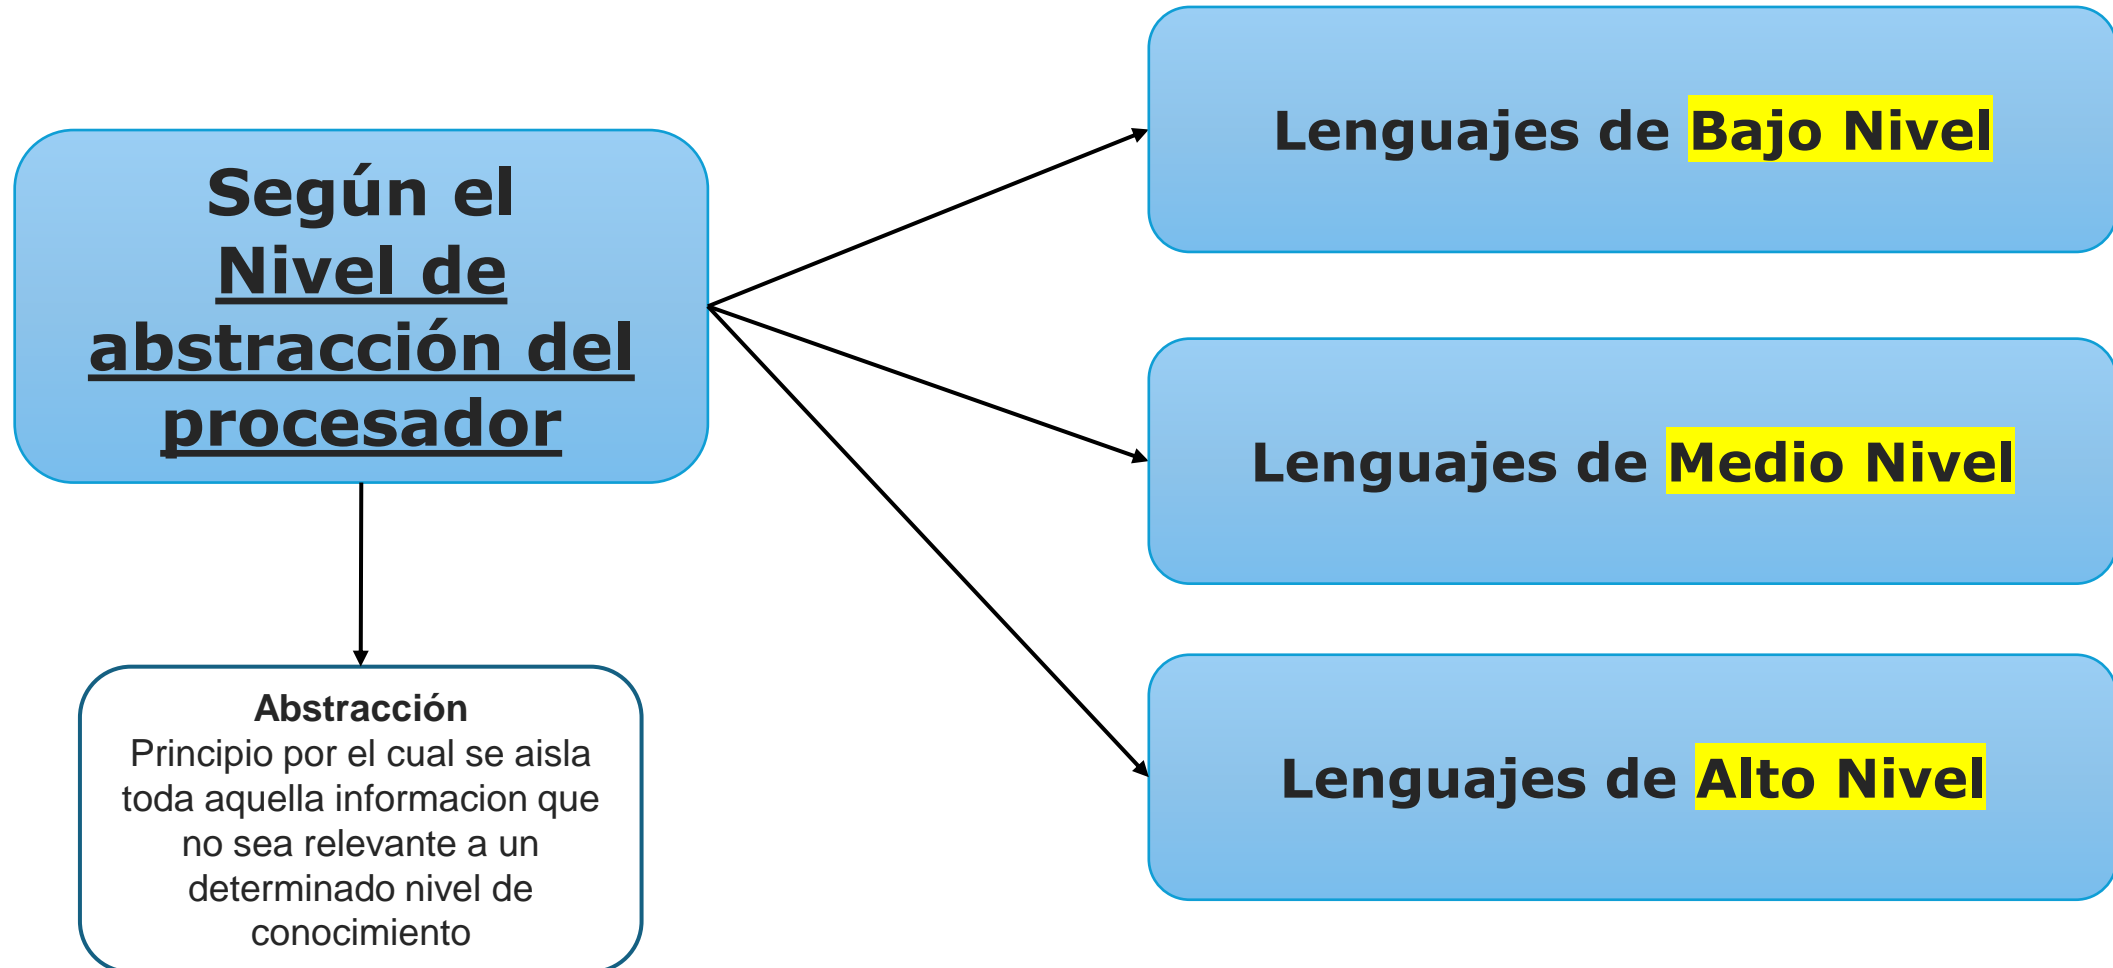 Según el
Nivel de
abstracción del
procesador
Abstracción
Principio por el cual se aisla
toda aquella informacion que
no sea relevante a un
determinado nivel de
conocimiento
Lenguajes de Bajo Nivel
Lenguajes de Medio Nivel
Lenguajes de Alto Nivel